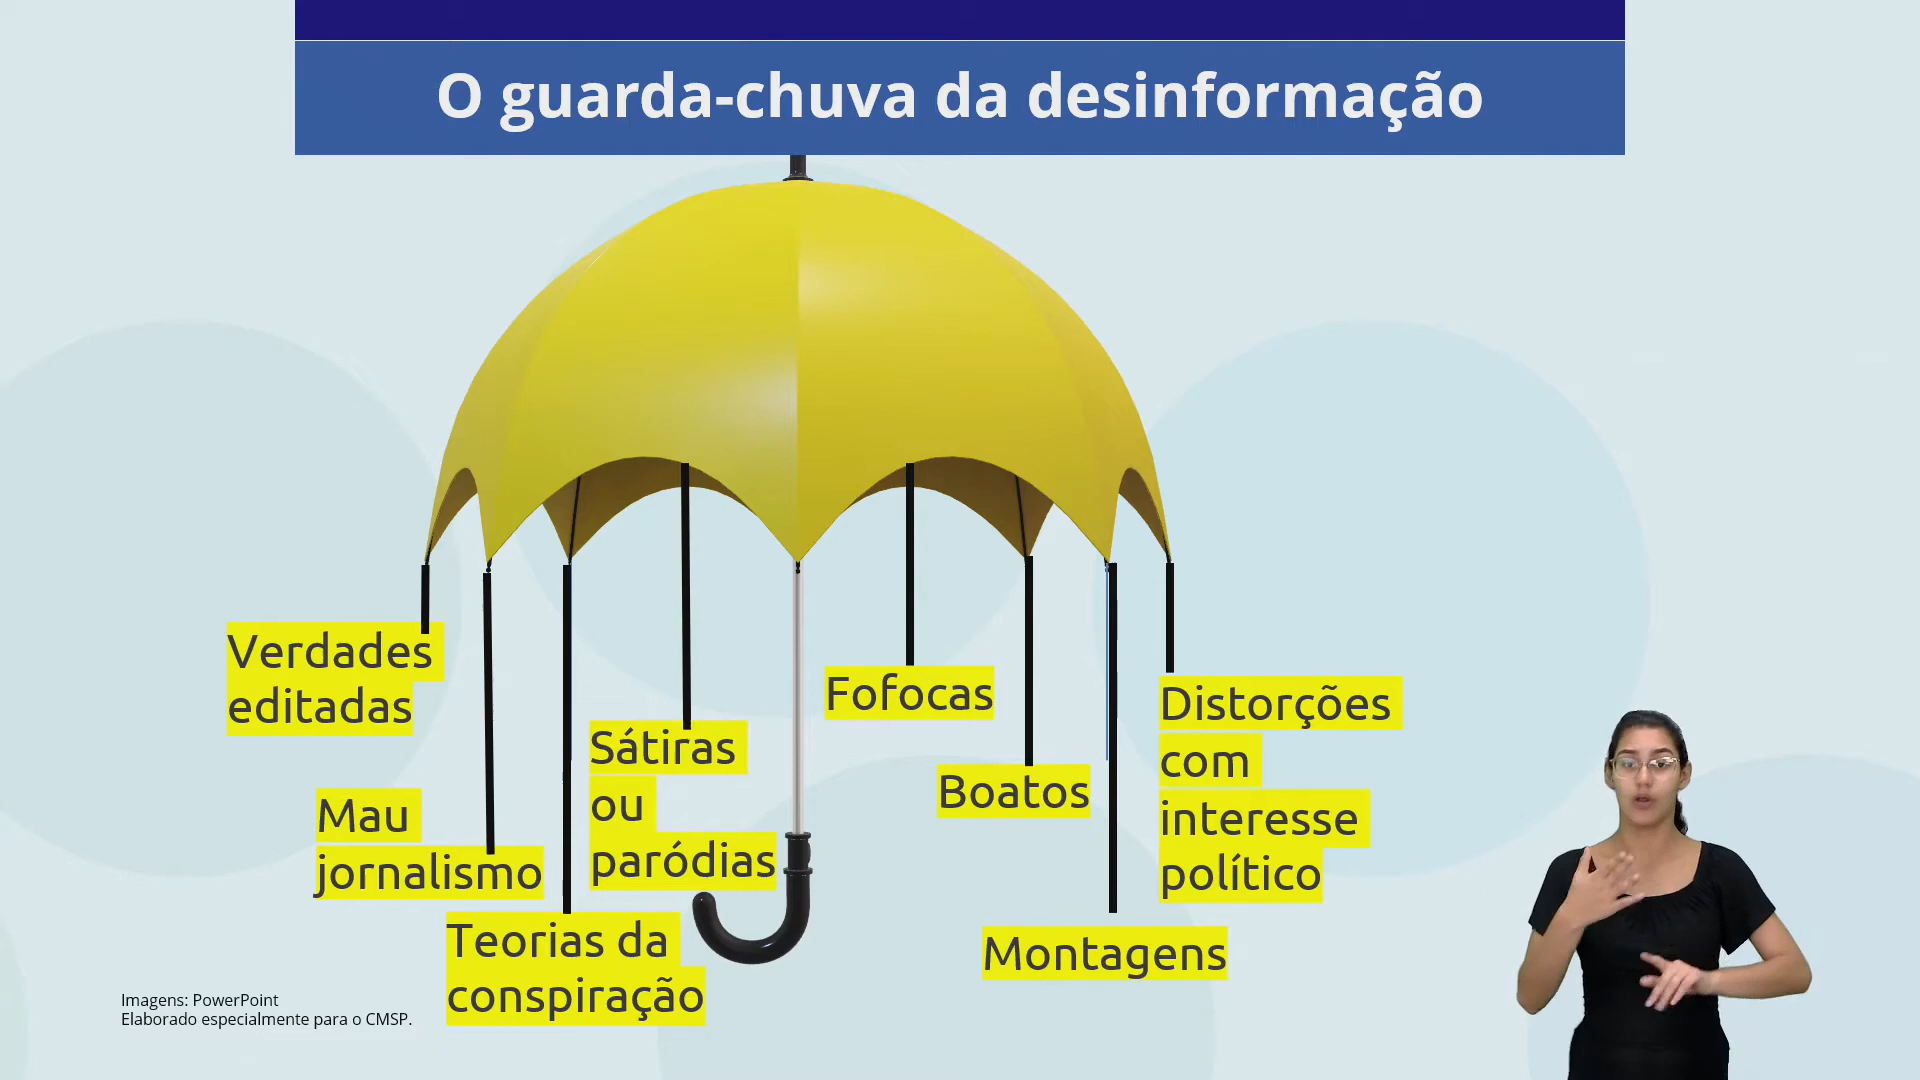 O guarda-chuva da desinformação
Verdades
editadas
Mau
jornalismo
Teorias da
conspiração
Sátiras
ou
paródias
Fofocas
Boatos
Montagens
Distorções
com
interesse
político
Imagens: PowerPoint
Elaborado especialmente para o CMSP.